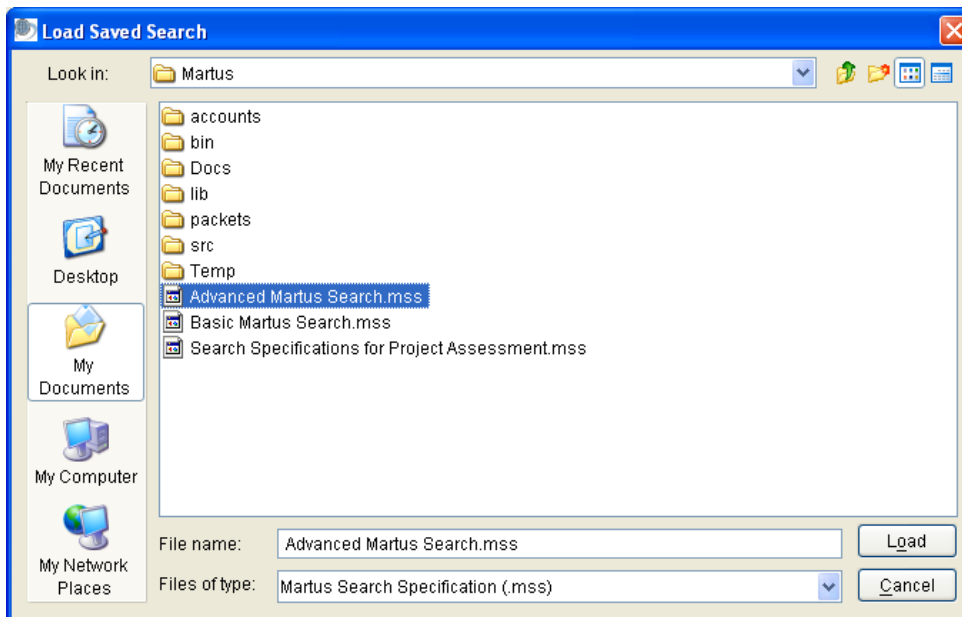 Load Saved Search
Look in:
Martus
My Recent
Documents
Desktop
My
Documents
My Computer
My Network
Places
accounts
bin
Docs
lib
packets
src
Temp
Advanced Martus Search.mss
Basic Martus Search.mss
Search Specifications for Project Assessment.mss
File name:
Advanced Martus Search.mss
Load
Files of type:
Martus Search Specification (.mss)
Cancel